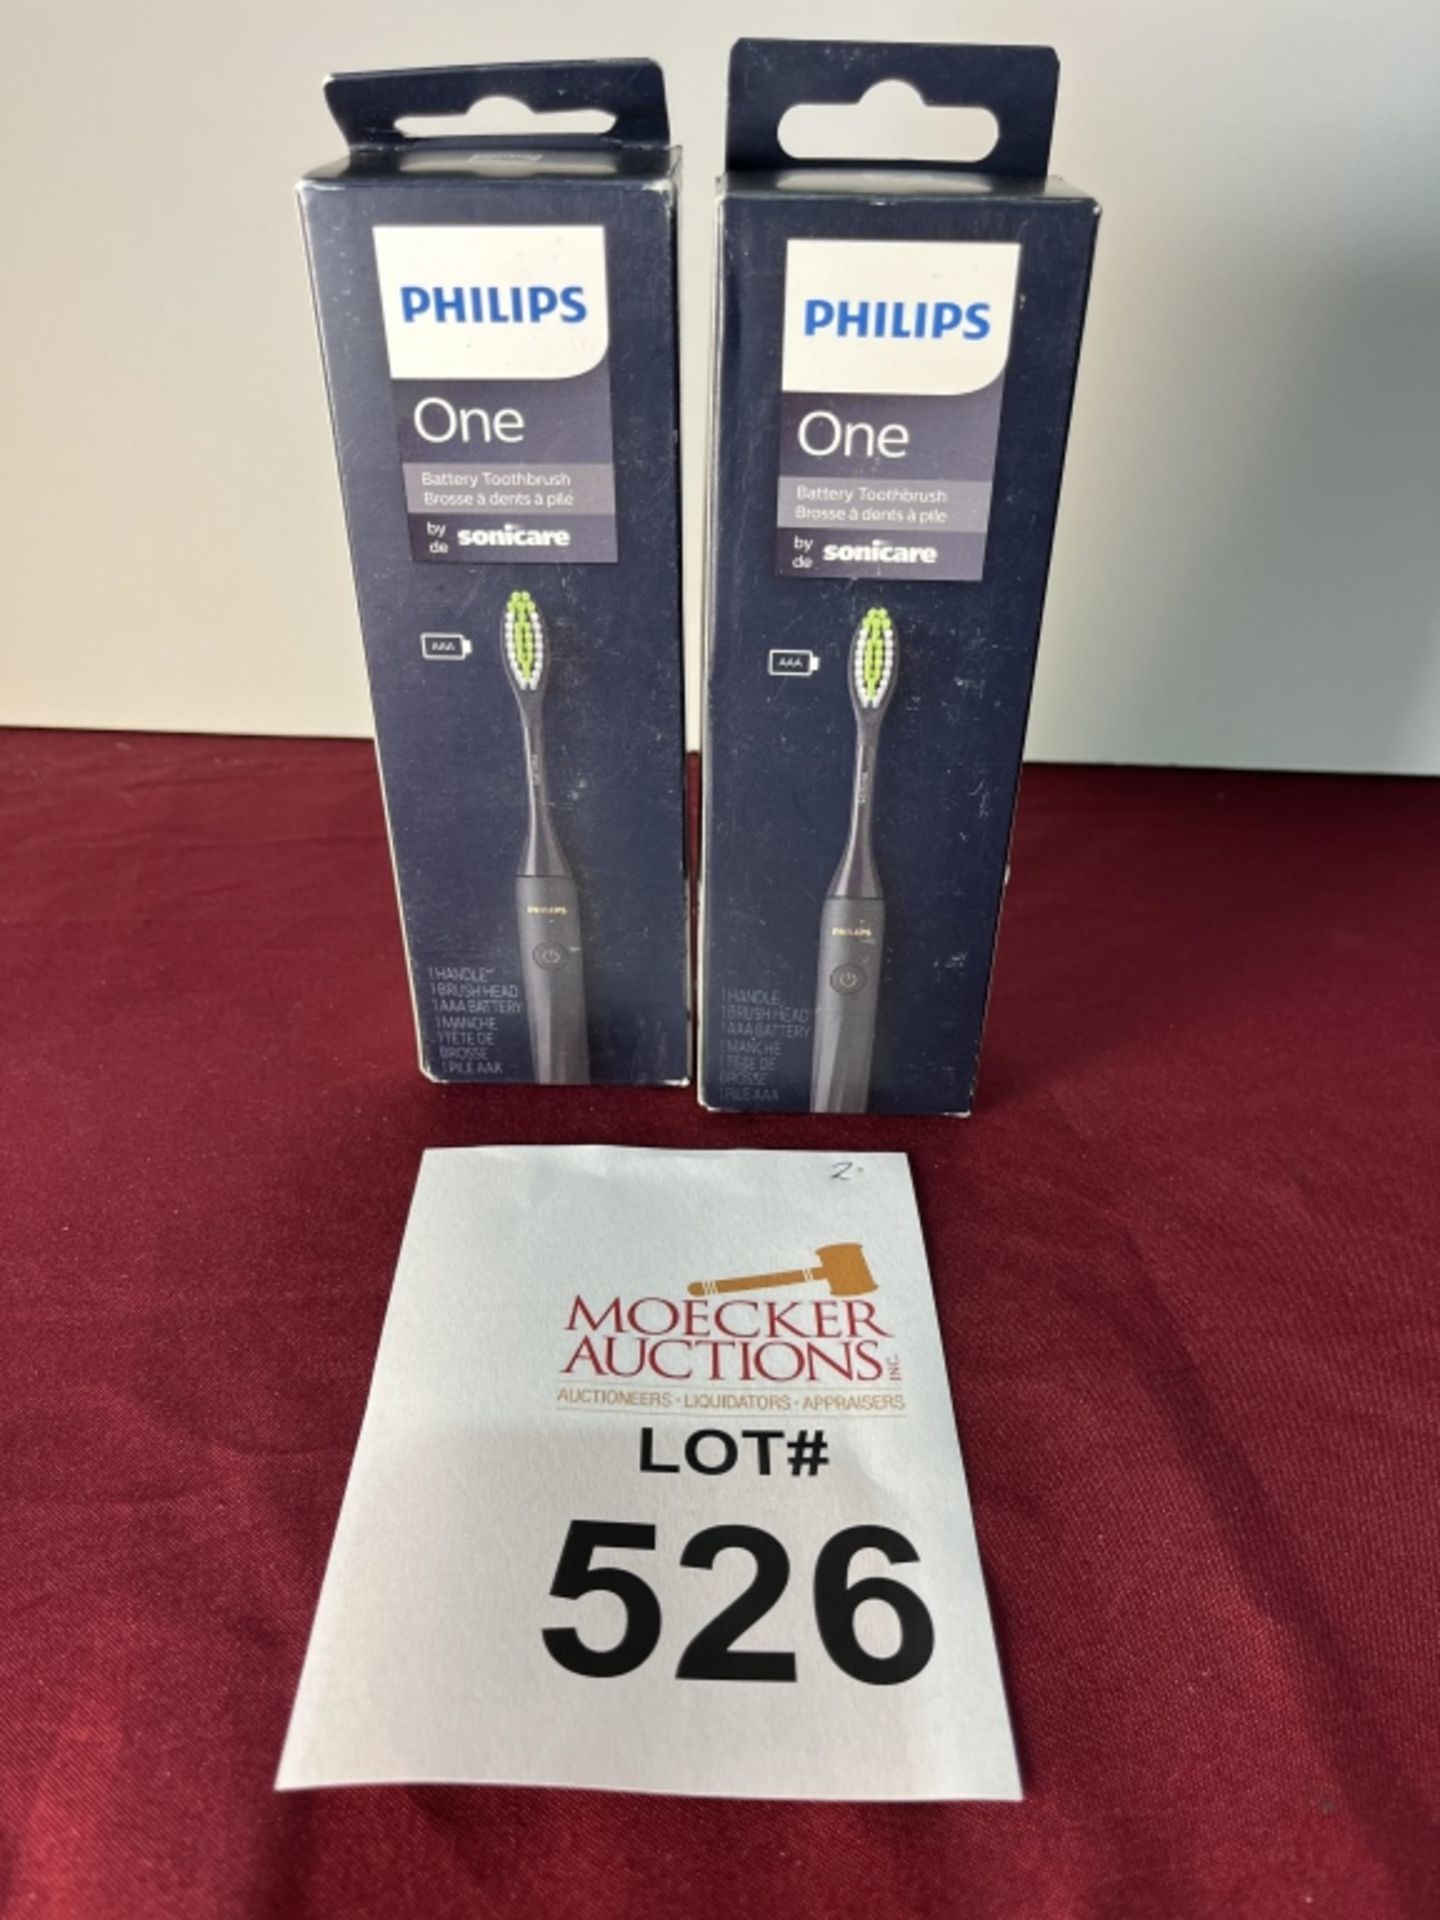 PHILIPS
One
Battery Toothbrush
Brosse à dents à pile
by
de sonicare
AAA
PHILIPS
PHILIPS
1 HANDLE
1 BRUSH HEAD
1 AAA BATTERY
1 MANCHE
1 TÊTE DE
BROSSE
1 PILE AAA
PHILIPS
One
Battery Toothbrush
Brosse à dents à pile
by
de sonicare
AAA
PHILIPS
PHILIPS
1 HANDLE
1 BRUSH HEAD
1 AAA BATTERY
1 MANCHE
1 TÊTE DE
BROSSE
1 PILE AAA
2
MOECKER
AUCTIONS INC.
AUCTIONEERS · LIQUIDATORS · APPRAISERS
LOT#
526